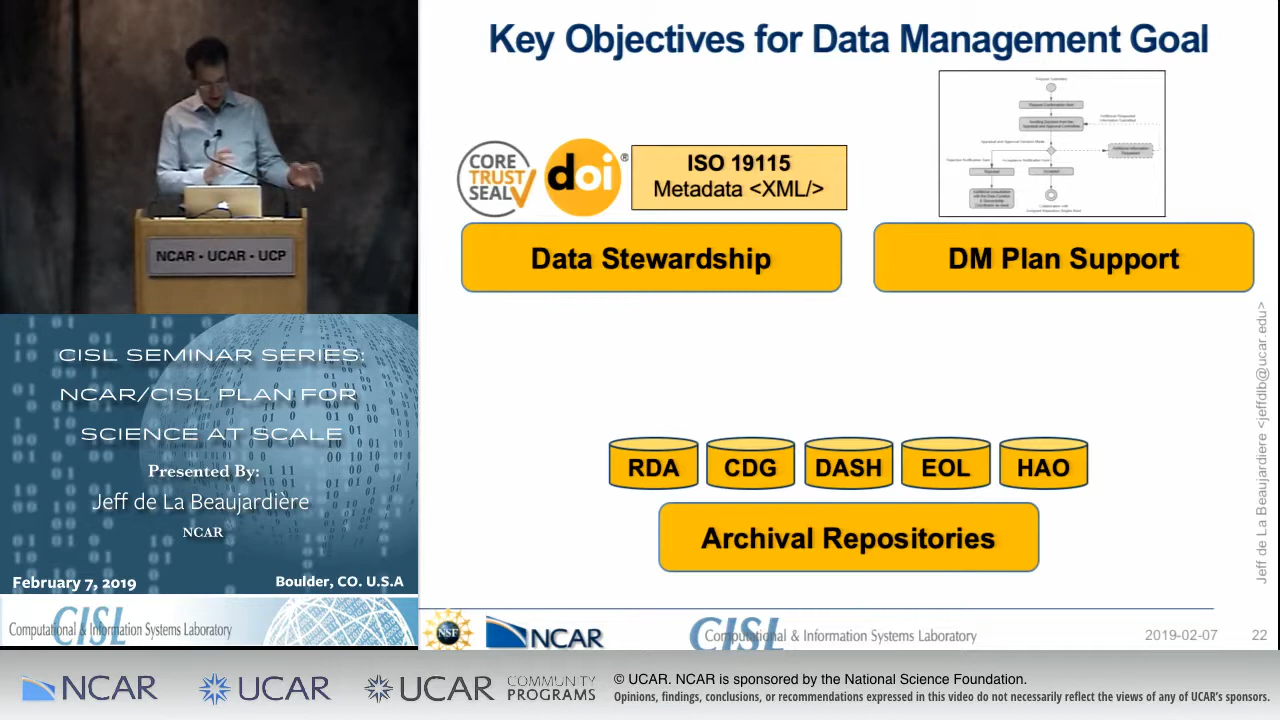 Key Objectives for Data Management Goal
CORE
TRUST
SEAL
doi®
ISO 19115
Metadata <XML/>
Data Stewardship
DM Plan Support
RDA
CDG
DASH
EOL
HAO
Archival Repositories
Jeff de La Beaujardiere <jeffdlb@ucar.edu>
NCAR - UCAR - UCP
CISL SEMINAR SERIES:
NCAR/CISL PLAN FOR
SCIENCE AT SCALE
Presented By:
Jeff de La Beaujardière
NCAR
February 7, 2019
Boulder, CO. U.S.A
CISL
Computational & Information Systems Laboratory
NSF
NCAR
CISL
Computational & Information Systems Laboratory
2019-02-07
22
NCAR
UCAR
UCAR
COMMUNITY
PROGRAMS
© UCAR. NCAR is sponsored by the National Science Foundation.
Opinions, findings, conclusions, or recommendations expressed in this video do not necessarily reflect the views of any of UCAR's sponsors.